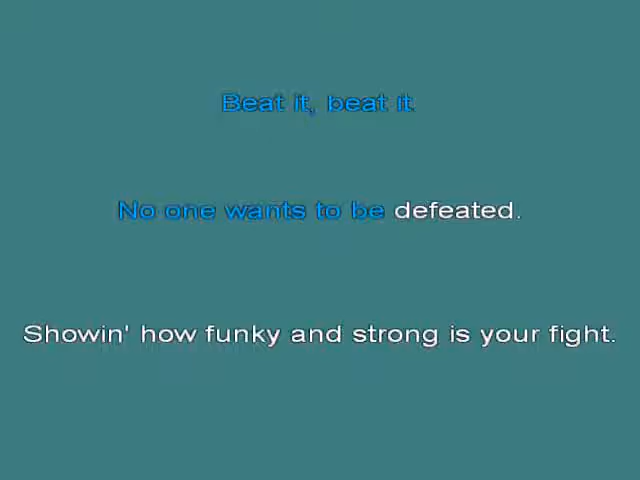 Beat it, beat it
No one wants to be defeated.
Showin' how funky and strong is your fight.